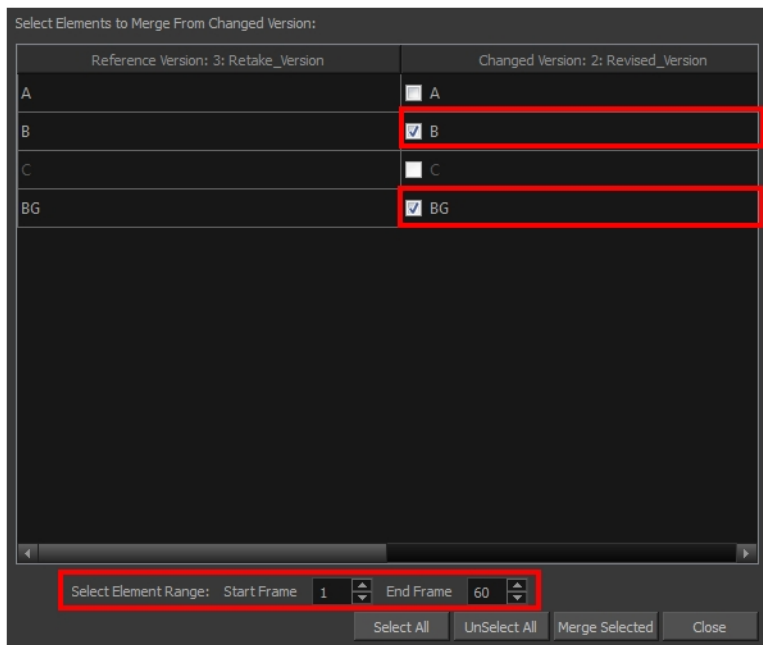 Select Elements to Merge From Changed Version:
Reference Version: 3: Retake_Version Changed Version: 2: Revised_Version
A A
B B
C C
BG BG
Select Element Range: Start Frame 1 End Frame 60
Select All UnSelect All Merge Selected Close